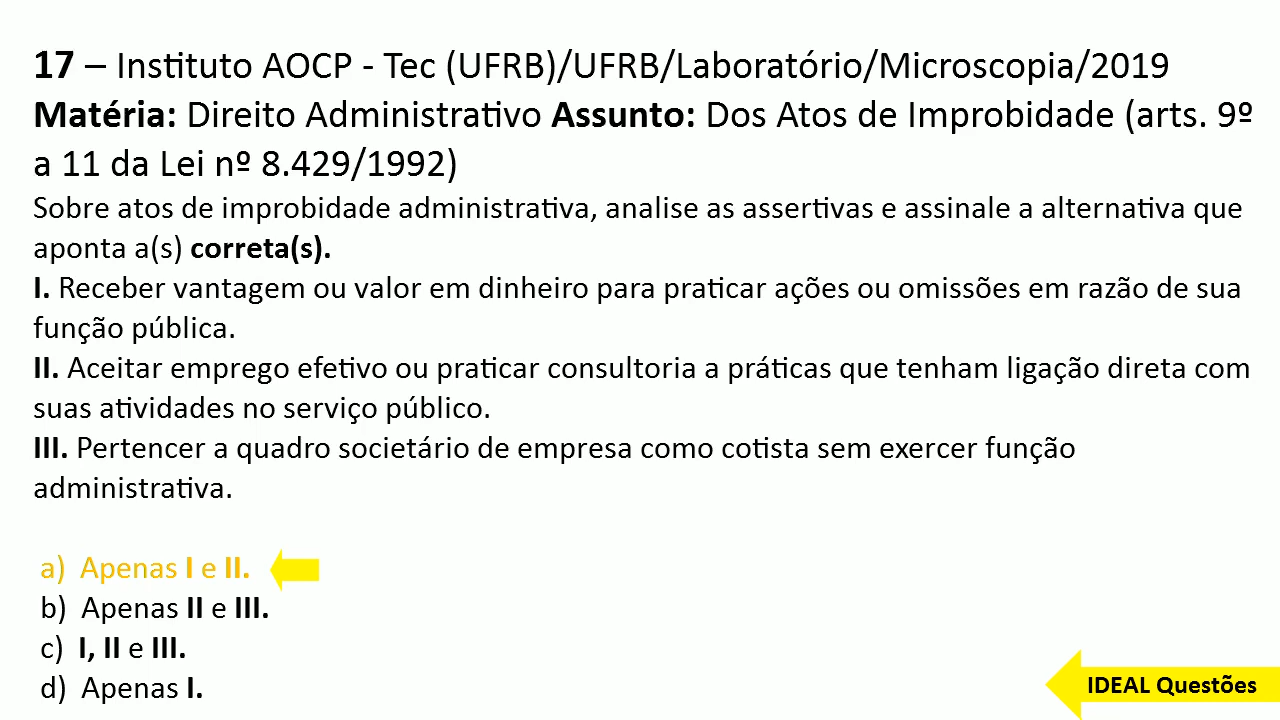 17 – Instituto AOCP - Tec (UFRB)/UFRB/Laboratório/Microscopia/2019
Matéria: Direito Administrativo Assunto: Dos Atos de Improbidade (arts. 9º
a 11 da Lei nº 8.429/1992)
Sobre atos de improbidade administrativa, analise as assertivas e assinale a alternativa que
aponta a(s) correta(s).
I. Receber vantagem ou valor em dinheiro para praticar ações ou omissões em razão de sua
função pública.
II. Aceitar emprego efetivo ou praticar consultoria a práticas que tenham ligação direta com
suas atividades no serviço público.
III. Pertencer a quadro societário de empresa como cotista sem exercer função
administrativa.
a) Apenas I e II.
b) Apenas II e III.
c) I, II e III.
d) Apenas I.
IDEAL Questões